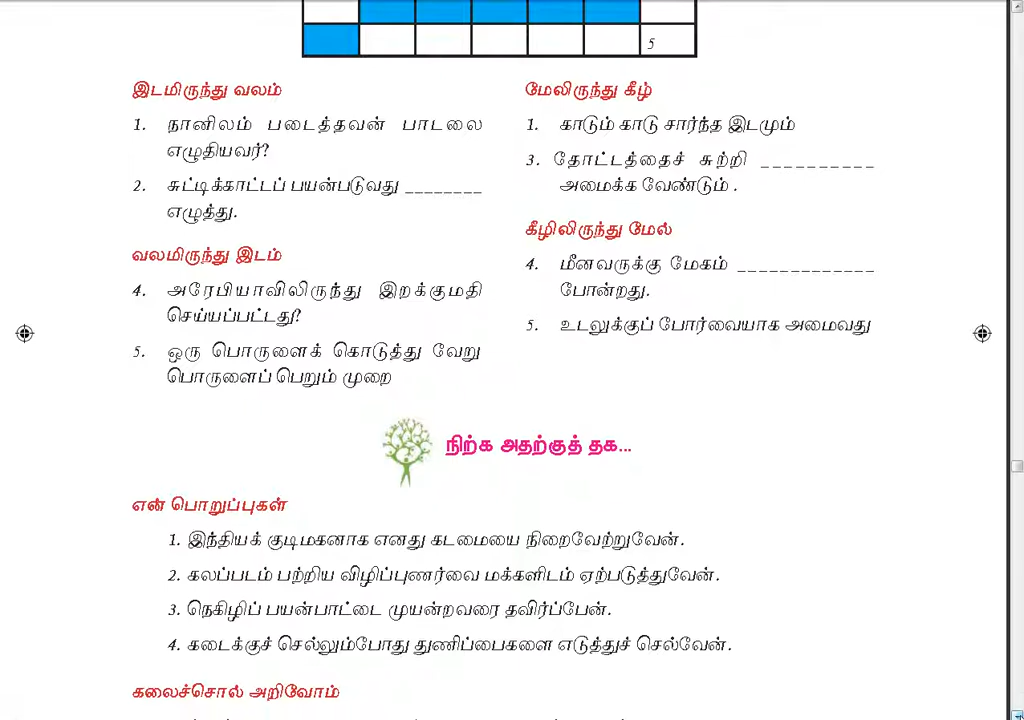 5
இடமிருந்து வலம்
1. நானிலம் படைத்தவன் பாடலை
எழுதியவர்?
2. சுட்டிக்காட்டப் பயன்படுவது ________
எழுத்து.
வலமிருந்து இடம்
4. அரேபியாவிலிருந்து இறக்குமதி
செய்யப்பட்டது?
5. ஒரு பொருளைக் கொடுத்து வேறு
பொருளைப் பெறும் முறை
மேலிருந்து கீழ்
1. காடும் காடு சார்ந்த இடமும்
3. தோட்டத்தைச் சுற்றி __________
அமைக்க வேண்டும் .
கீழிலிருந்து மேல்
4. மீனவருக்கு மேகம் _____________
போன்றது.
5. உடலுக்குப் போர்வையாக அமைவது
நிற்க அதற்குத் தக...
என் பொறுப்புகள்
1. இந்தியக் குடிமகனாக எனது கடமையை நிறைவேற்றுவேன்.
2. கலப்படம் பற்றிய விழிப்புணர்வை மக்களிடம் ஏற்படுத்துவேன்.
3. நெகிழிப் பயன்பாட்டை முயன்றவரை தவிர்ப்பேன்.
4. கடைக்குச் செல்லும்போது துணிப்பைகளை எடுத்துச் செல்வேன்.
கலைச்சொல் அறிவோம்